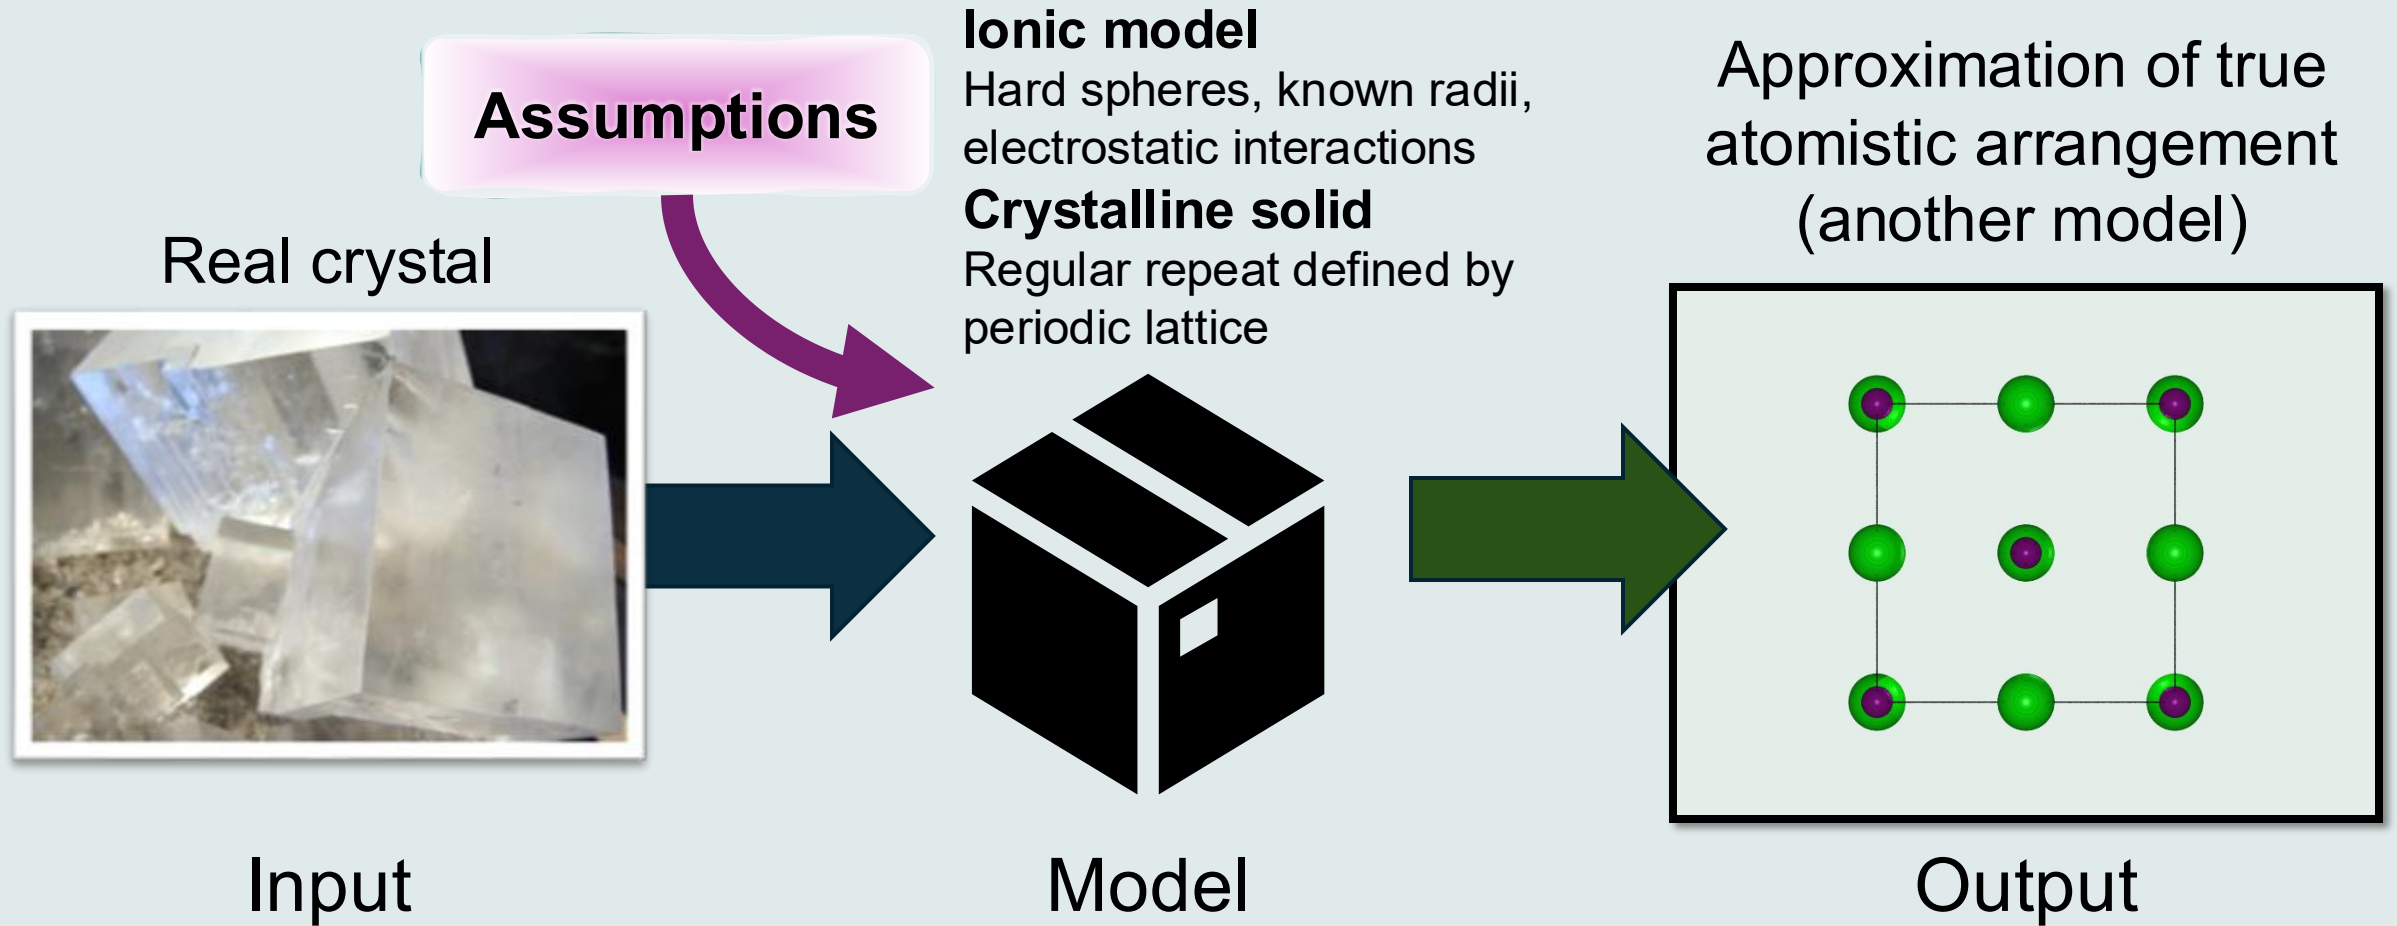 Assumptions
Ionic model
Hard spheres, known radii,
electrostatic interactions
Crystalline solid
Regular repeat defined by
periodic lattice
Approximation of true
atomistic arrangement
(another model)
Real crystal
Input
Model
Output